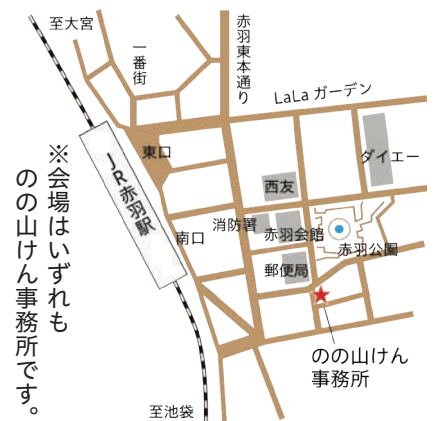 至大宮
一番街
赤羽東本通り
LaLa ガーデン
東口
ダイエー
JR赤羽駅
西友
※会場はいずれも
のの山けん事務所です。
南口
消防署
赤羽会館
赤羽公園
郵便局
のの山けん
事務所
至池袋